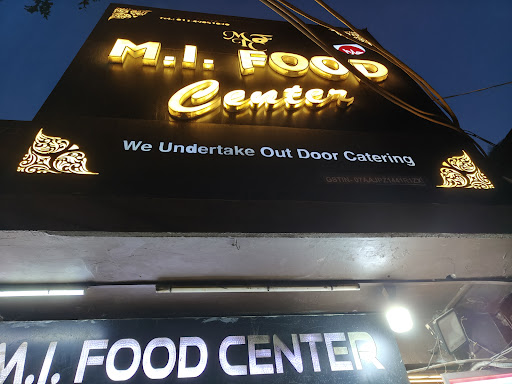 M.I. FOOD
Center
We Undertake Out Door Catering
M.I. FOOD CENTER